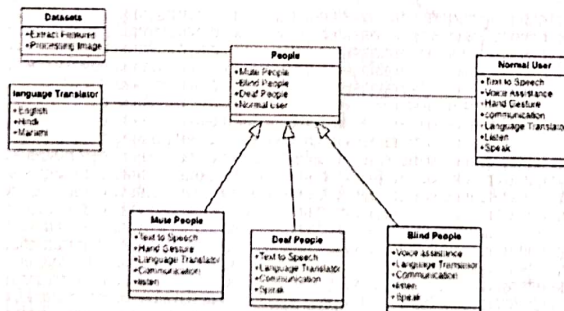 Datasets
+Extract Features
+Processing Image
People
+Mute People
+Blind People
+Deaf People
+Normal user
language Translator
+English
+Hindi
+Marathi
Normal User
+Text to Speech
+Voice Assistance
+Hand Gesture
+communication
+Language Translator
+Listen
+Speak
Mute People
+Text to Speech
+Hand Gesture
+Language Translator
+Communication
+listen
Deaf People
+Text to Speech
+Language Translator
+Communication
+Speak
Blind People
+Voice assistance
+Language Translator
+Communication
+listen
+Speak